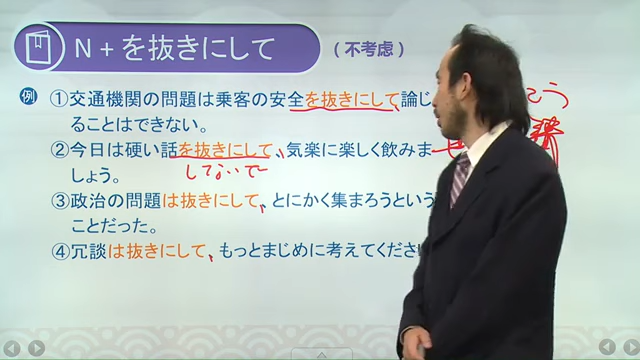 N + を抜きにして (不考虑)
例 ①交通機関の問題は乗客の安全を抜きにして、論じ
ることはできない。
②今日は硬い話を抜きにして、気楽に楽しく飲みま
しょう。
しないで
③政治の問題は抜きにして、とにかく集まろうという
ことだった。
④冗談は抜きにして、もっとまじめに考えてくださ